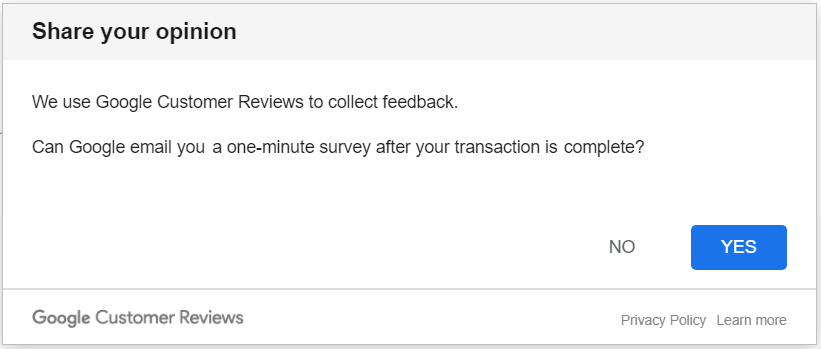 Share your opinion
We use Google Customer Reviews to collect feedback.
Can Google email you a one-minute survey after your transaction is complete?
NO
YES
Google Customer Reviews
Privacy Policy Learn more